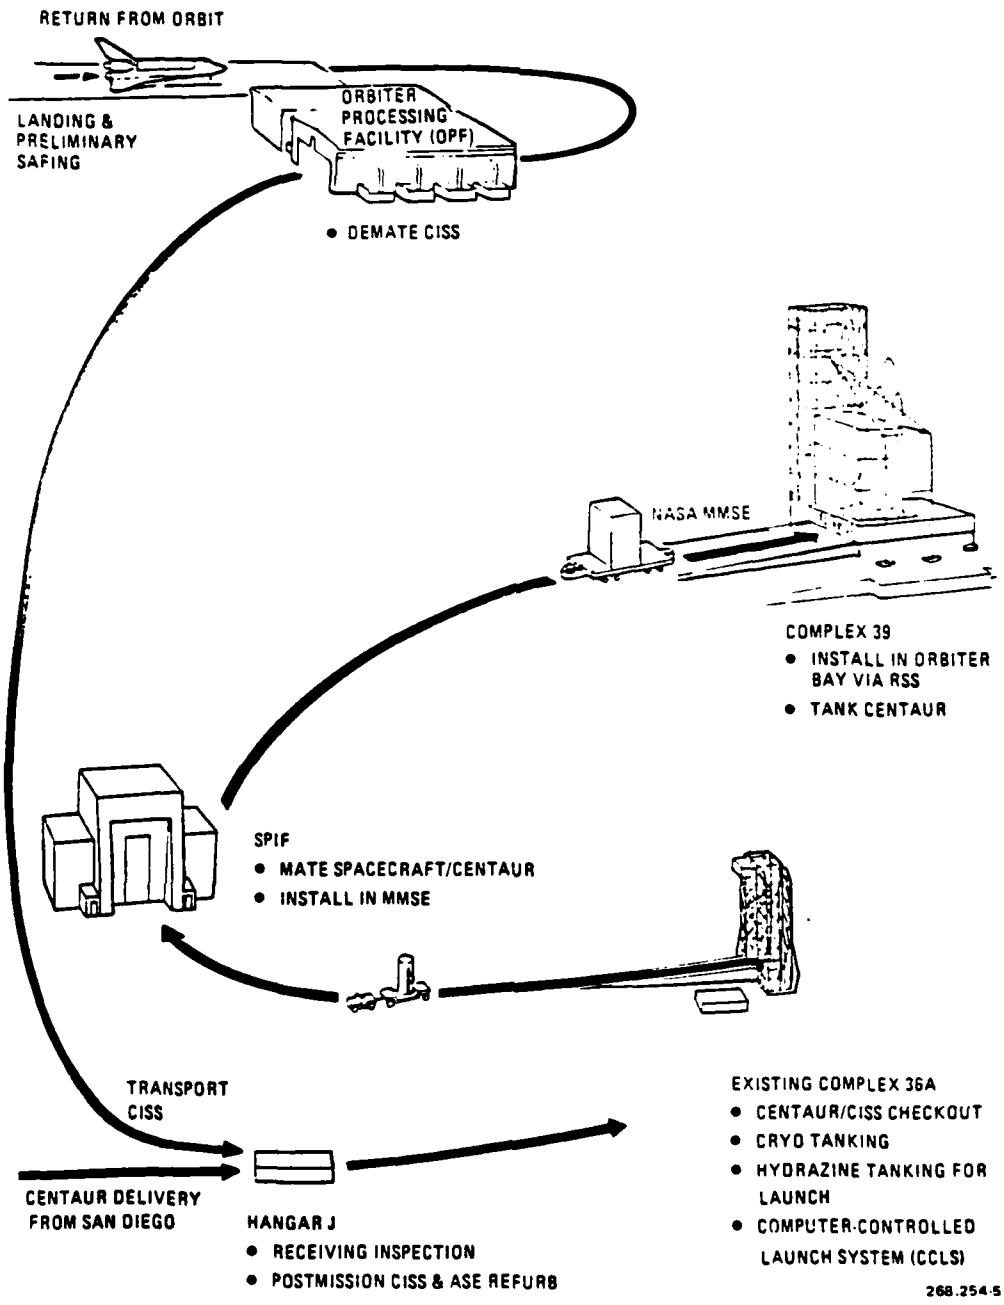 RETURN FROM ORBIT
LANDING &
PRELIMINARY
SAFING
ORBITER
PROCESSING
FACILITY (OPF)
● DEMATE CISS
NASA MMSE
COMPLEX 39
● INSTALL IN ORBITER
BAY VIA RSS
● TANK CENTAUR
SPIF
● MATE SPACECRAFT/CENTAUR
● INSTALL IN MMSE
TRANSPORT
CISS
CENTAUR DELIVERY
FROM SAN DIEGO
HANGAR J
● RECEIVING INSPECTION
● POSTMISSION CISS & ASE REFURB
EXISTING COMPLEX 36A
● CENTAUR/CISS CHECKOUT
● CRYO TANKING
● HYDRAZINE TANKING FOR
LAUNCH
● COMPUTER-CONTROLLED
LAUNCH SYSTEM (CCLS)
268.254-5